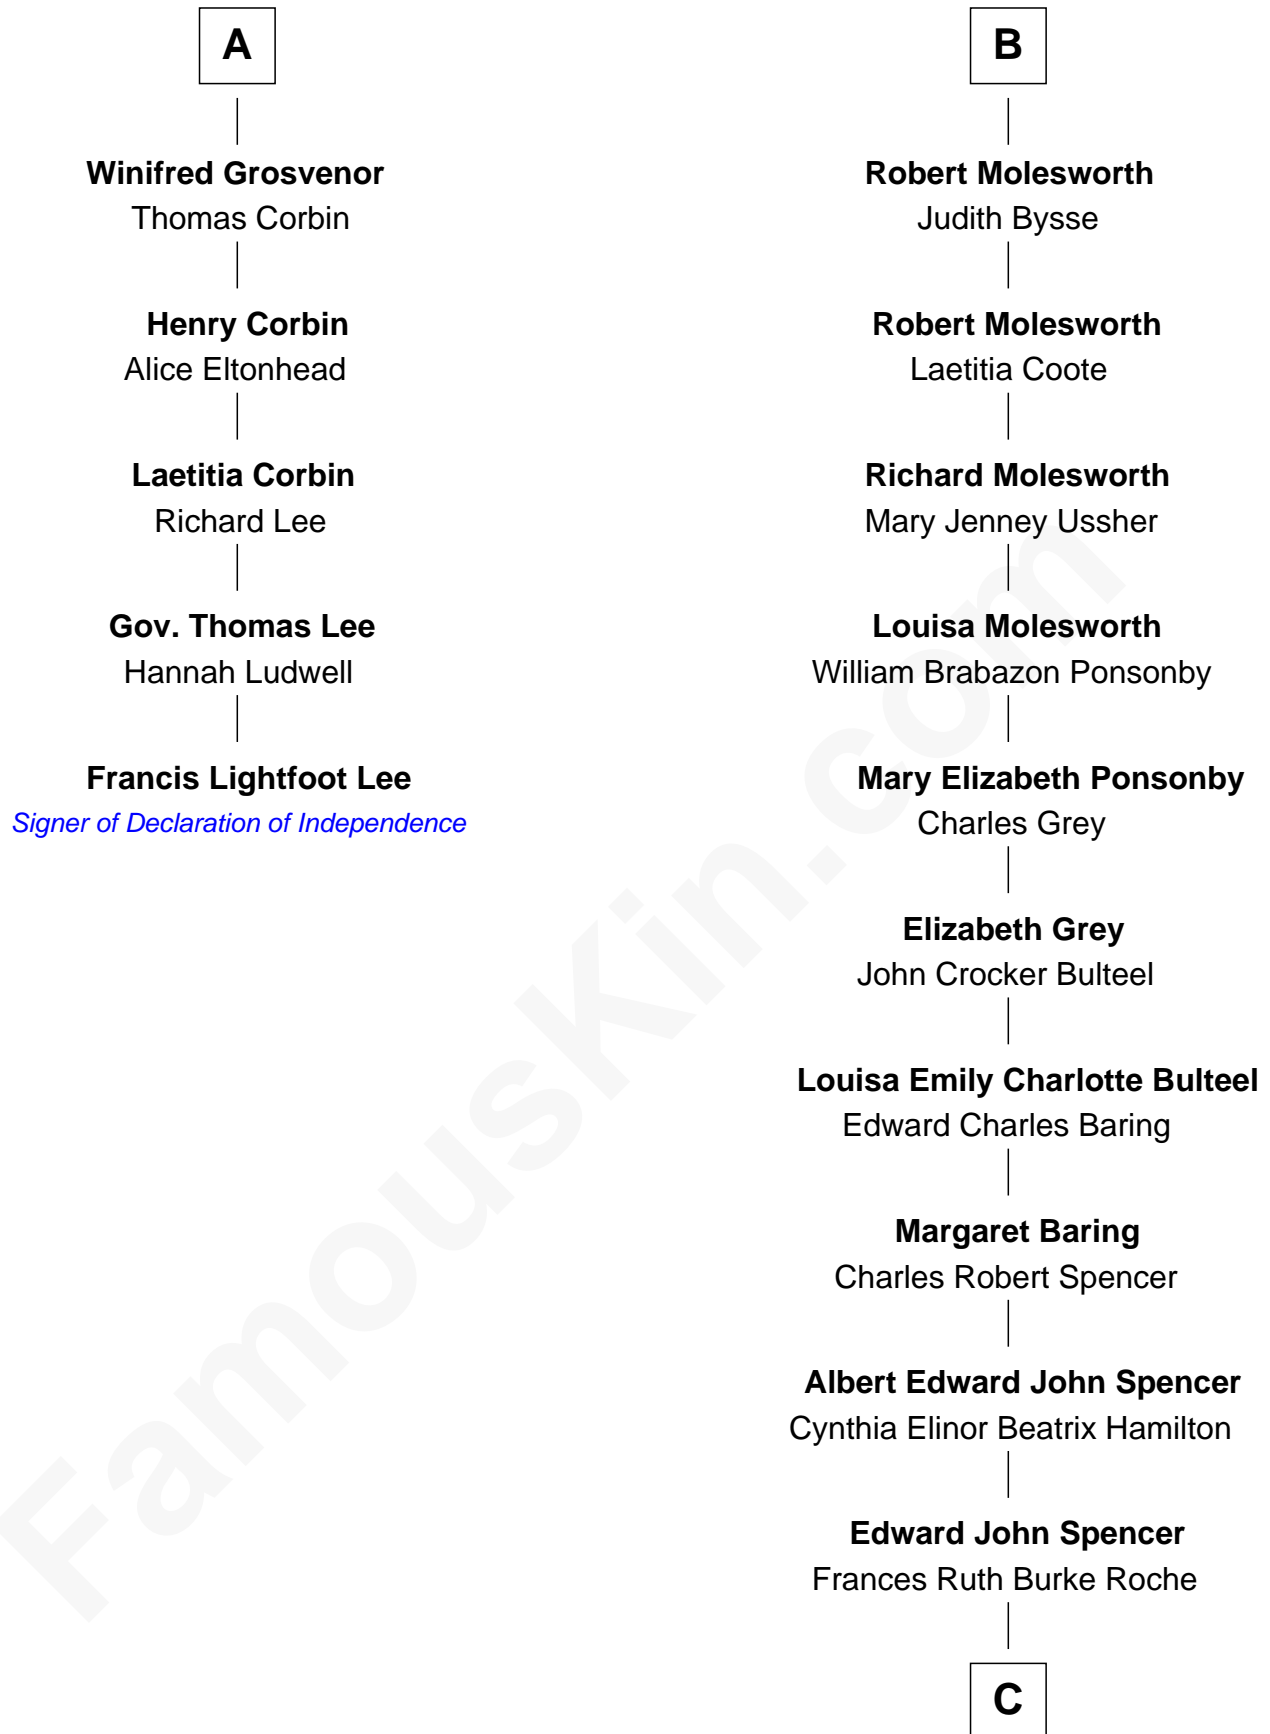 A
Winifred Grosvenor
Thomas Corbin
Henry Corbin
Alice Eltonhead
Laetitia Corbin
Richard Lee
Gov. Thomas Lee
Hannah Ludwell
Francis Lightfoot Lee
Signer of Declaration of Independence
B
Robert Molesworth
Judith Bysse
Robert Molesworth
Laetitia Coote
Richard Molesworth
Mary Jenney Ussher
Louisa Molesworth
William Brabazon Ponsonby
Mary Elizabeth Ponsonby
Charles Grey
Elizabeth Grey
John Crocker Bulteel
Louisa Emily Charlotte Bulteel
Edward Charles Baring
Margaret Baring
Charles Robert Spencer
Albert Edward John Spencer
Cynthia Elinor Beatrix Hamilton
Edward John Spencer
Frances Ruth Burke Roche
C
FamousKin.com